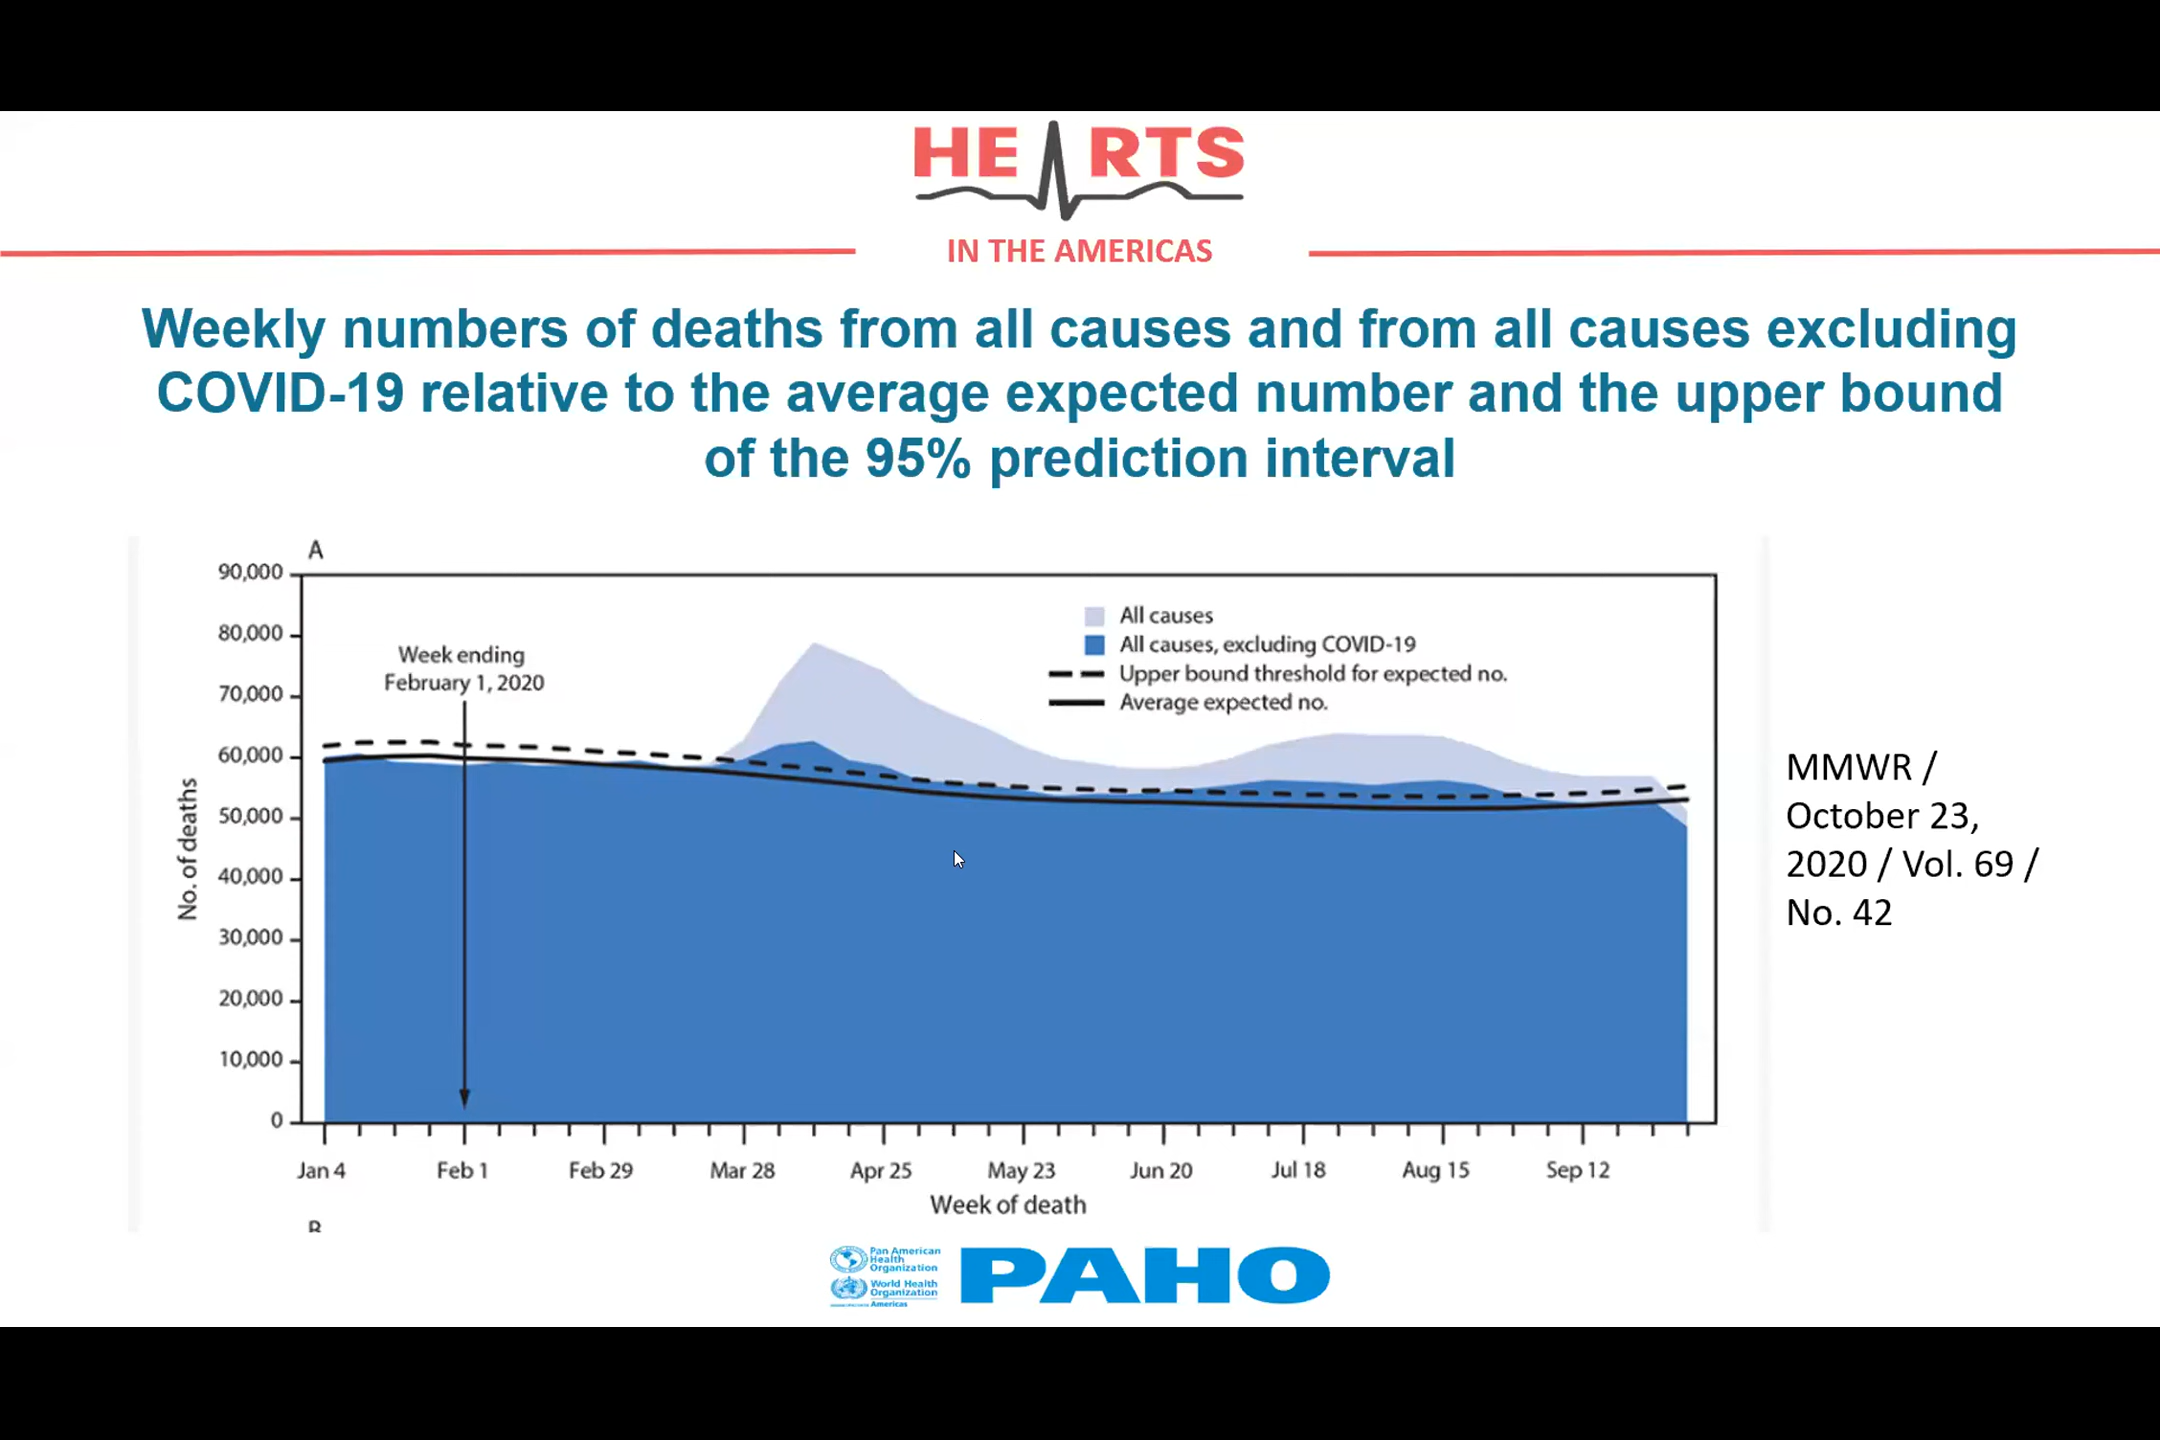 HEARTS
IN THE AMERICAS
Weekly numbers of deaths from all causes and from all causes excluding
COVID-19 relative to the average expected number and the upper bound
of the 95% prediction interval
A
90,000
80,000
70,000
60,000
50,000
40,000
30,000
20,000
10,000
0
No. of deaths
Week ending
February 1, 2020
All causes
All causes, excluding COVID-19
Upper bound threshold for expected no.
Average expected no.
Jan 4 Feb 1 Feb 29 Mar 28 Apr 25 May 23 Jun 20 Jul 18 Aug 15 Sep 12
Week of death
B
MMWR /
October 23,
2020 / Vol. 69 /
No. 42
Pan American
Health
Organization
World Health
Organization
Americas
PAHO